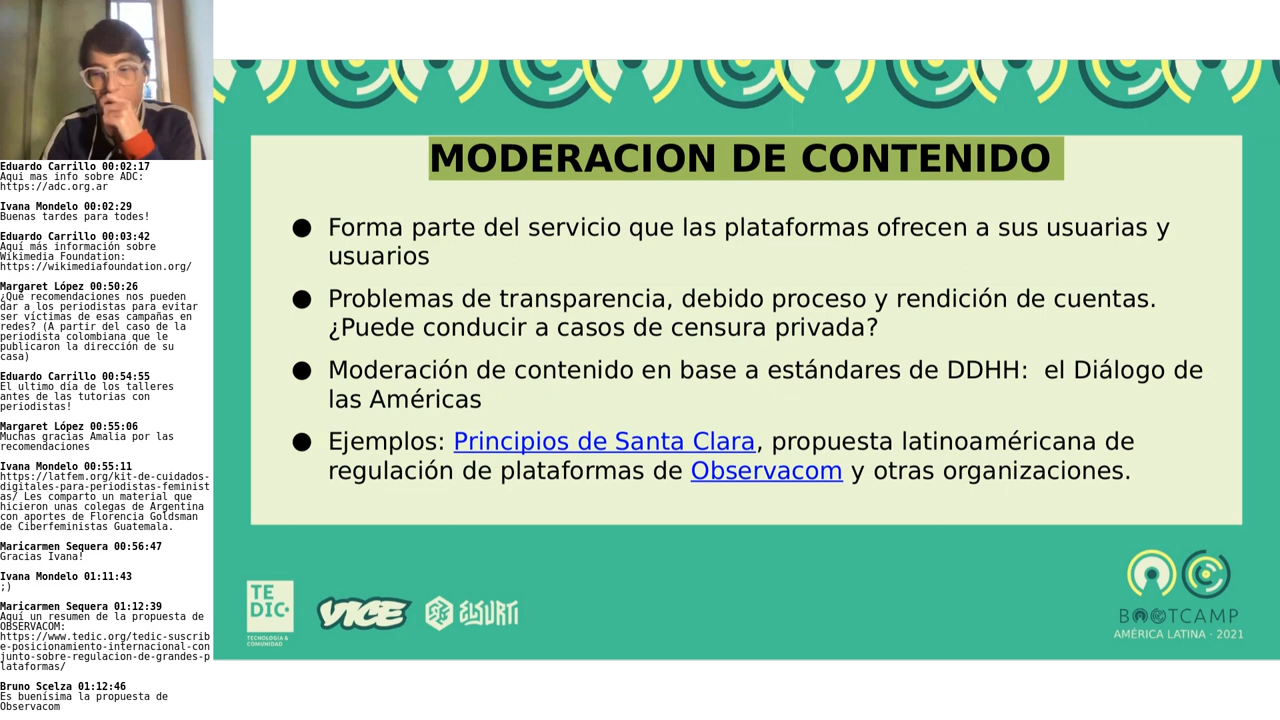 Eduardo Carrillo 00:02:17
Aqui mas info sobre ADC:
https://adc.org.ar
Ivana Mondelo 00:02:29
Buenas tardes para todes!
Eduardo Carrillo 00:03:42
Aquí más información sobre
Wikimedia Foundation:
https://wikimediafoundation.org/
Margaret López 00:50:26
¿Qué recomendaciones nos pueden
dar a los periodistas para evitar
ser víctimas de esas campañas en
redes? (A partir del caso de la
periodista colombiana que le
publicaron la dirección de su
casa)
Eduardo Carrillo 00:54:55
El ultimo día de los talleres
antes de las tutorias con
periodistas!
Margaret López 00:55:06
Muchas gracias Amalia por las
recomendaciones
Ivana Mondelo 00:55:11
https://latfem.org/kit-de-cuidados-
digitales-para-periodistas-feminist
as/ Les comparto un material que
hicieron unas colegas de Argentina
con aportes de Florencia Goldsman
de Ciberfeministas Guatemala.
Maricarmen Sequera 00:56:47
Gracias Ivana!
Ivana Mondelo 01:11:43
;)
Maricarmen Sequera 01:12:39
Aquí un resumen de la propuesta de
OBSERVACOM:
https://www.tedic.org/tedic-suscrib
e-posicionamiento-internacional-con
junto-sobre-regulacion-de-grandes-p
lataformas/
Bruno Scelza 01:12:46
Es buenísima la propuesta de
Observacom
MODERACION DE CONTENIDO
● Forma parte del servicio que las plataformas ofrecen a sus usuarias y
usuarios
● Problemas de transparencia, debido proceso y rendición de cuentas.
¿Puede conducir a casos de censura privada?
● Moderación de contenido en base a estándares de DDHH:  el Diálogo de
las Américas
● Ejemplos: Principios de Santa Clara, propuesta latinoaméricana de
regulación de plataformas de Observacom y otras organizaciones.
TE
DIC
TECNOLOGÍA &
COMUNIDAD
VICE
ELSURTI
BOOTCAMP
AMÉRICA LATINA · 2021